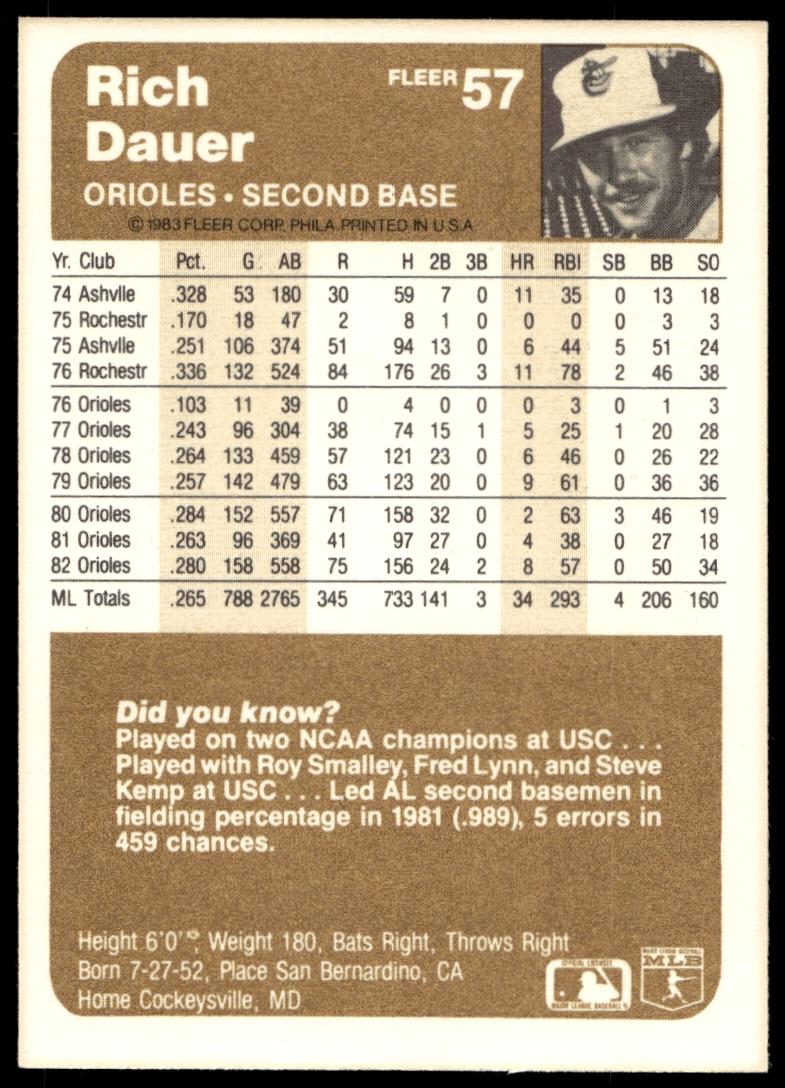 Rich
Dauer
FLEER 57
ORIOLES • SECOND BASE
© 1983 FLEER CORP. PHILA. PRINTED IN U.S.A.
Yr. Club Pct. G AB R H 2B 3B HR RBI SB BB SO
74 Ashvlle .328 53 180 30 59 7 0 11 35 0 13 18
75 Rochestr .170 18 47 2 8 1 0 0 0 0 3 3
75 Ashvlle .251 106 374 51 94 13 0 6 44 5 51 24
76 Rochestr .336 132 524 84 176 26 3 11 78 2 46 38
76 Orioles .103 11 39 0 4 0 0 0 3 0 1 3
77 Orioles .243 96 304 38 74 15 1 5 25 1 20 28
78 Orioles .264 133 459 57 121 23 0 6 46 0 26 22
79 Orioles .257 142 479 63 123 20 0 9 61 0 36 36
80 Orioles .284 152 557 71 158 32 0 2 63 3 46 19
81 Orioles .263 96 369 41 97 27 0 4 38 0 27 18
82 Orioles .280 158 558 75 156 24 2 8 57 0 50 34
ML Totals .265 788 2765 345 733 141 3 34 293 4 206 160
Did you know?
Played on two NCAA champions at USC . . .
Played with Roy Smalley, Fred Lynn, and Steve
Kemp at USC . . . Led AL second basemen in
fielding percentage in 1981 (.989), 5 errors in
459 chances.
Height 6'0", Weight 180, Bats Right, Throws Right
Born 7-27-52, Place San Bernardino, CA
Home Cockeysville, MD
OFFICIAL LICENSEE
MAJOR LEAGUE BASEBALL
MAJOR LEAGUE BASEBALL
MLB